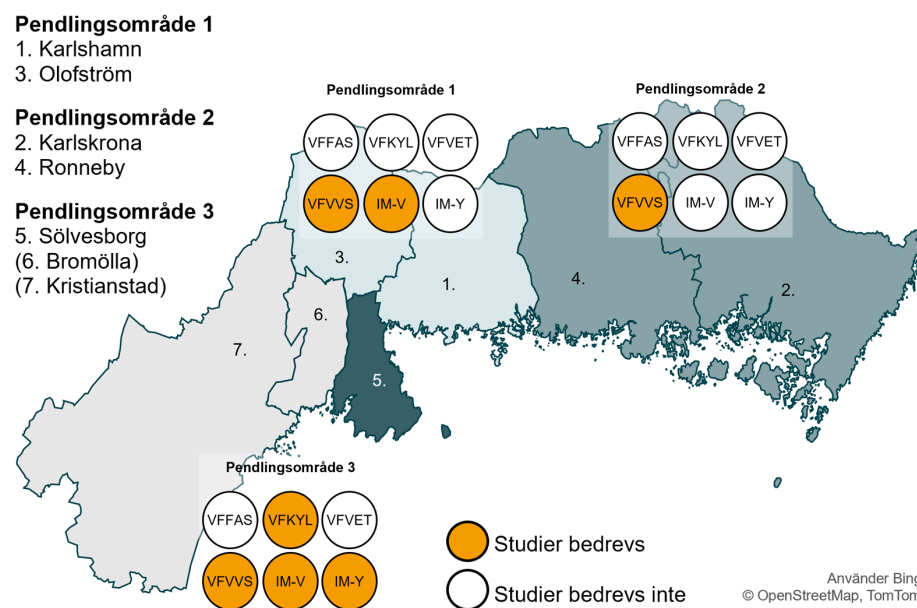 Pendlingsområde 1
1. Karlshamn
3. Olofström
Pendlingsområde 2
2. Karlskrona
4. Ronneby
Pendlingsområde 3
5. Sölvesborg
(6. Bromölla)
(7. Kristianstad)
Pendlingsområde 1
VFFAS VFKYL VFVET
VFVVS IM-V IM-Y
Pendlingsområde 2
VFFAS VFKYL VFVET
VFVVS IM-V IM-Y
3.
1.
4.
2.
6.
7.
5.
Pendlingsområde 3
VFFAS VFKYL VFVET
VFVVS IM-V IM-Y
Studier bedrevs
Studier bedrevs inte
Använder Bing
© OpenStreetMap, TomTom